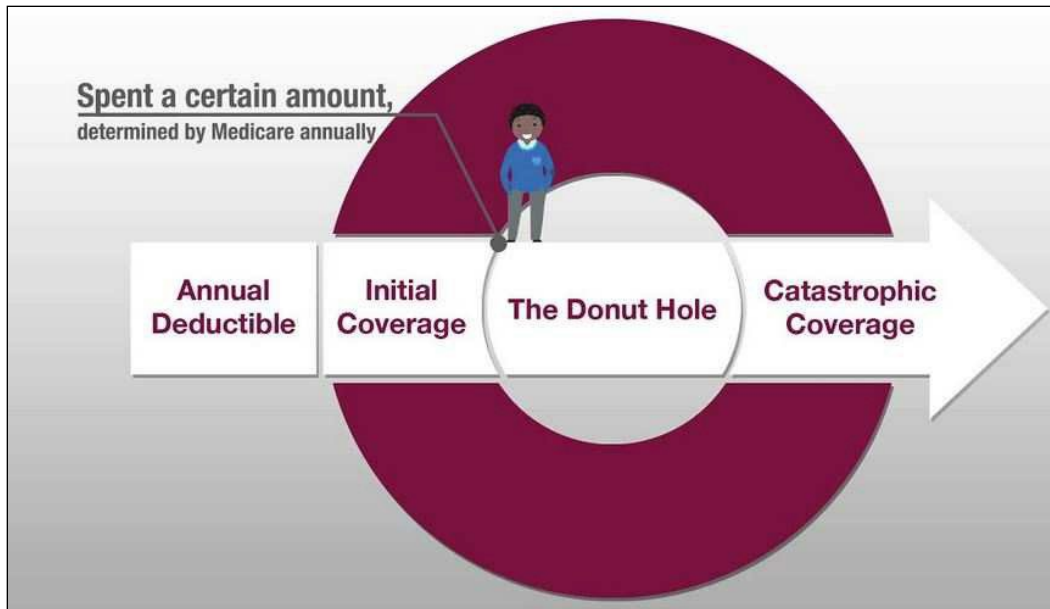 Spent a certain amount,
determined by Medicare annually
Annual
Deductible
Initial
Coverage
The Donut Hole
Catastrophic
Coverage